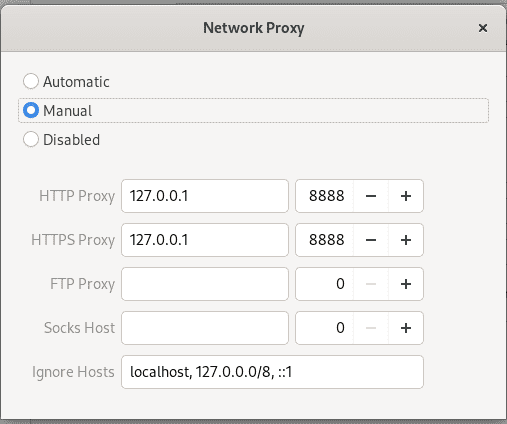 Network Proxy ×
Automatic
Manual
Disabled
HTTP Proxy 127.0.0.1 8888 − +
HTTPS Proxy 127.0.0.1 8888 − +
FTP Proxy 0 − +
Socks Host 0 − +
Ignore Hosts localhost, 127.0.0.0/8, ::1